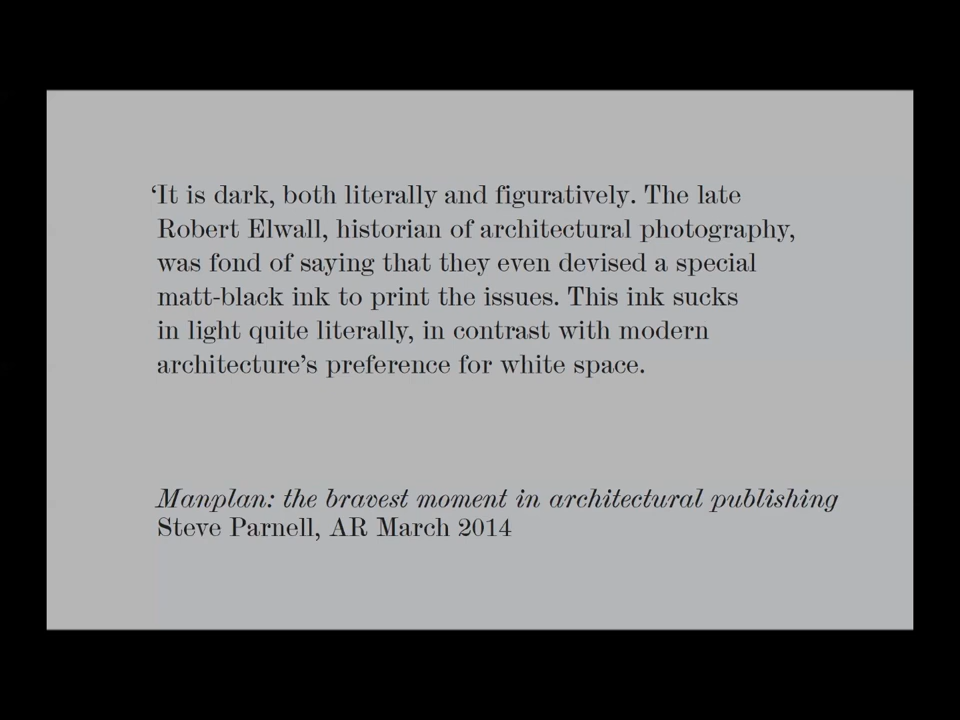 ‘It is dark, both literally and figuratively. The late
Robert Elwall, historian of architectural photography,
was fond of saying that they even devised a special
matt-black ink to print the issues. This ink sucks
in light quite literally, in contrast with modern
architecture’s preference for white space.
Manplan: the bravest moment in architectural publishing
Steve Parnell, AR March 2014